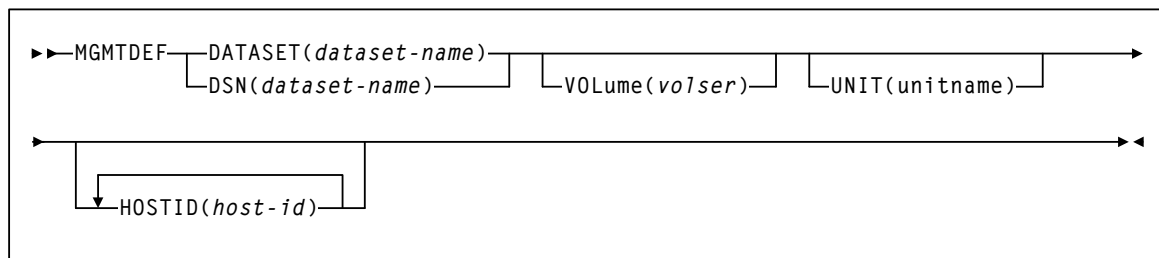 MGMTDEF DATASET(dataset-name)
DSN(dataset-name) VOLume(volser) UNIT(unitname)
HOSTID(host-id)